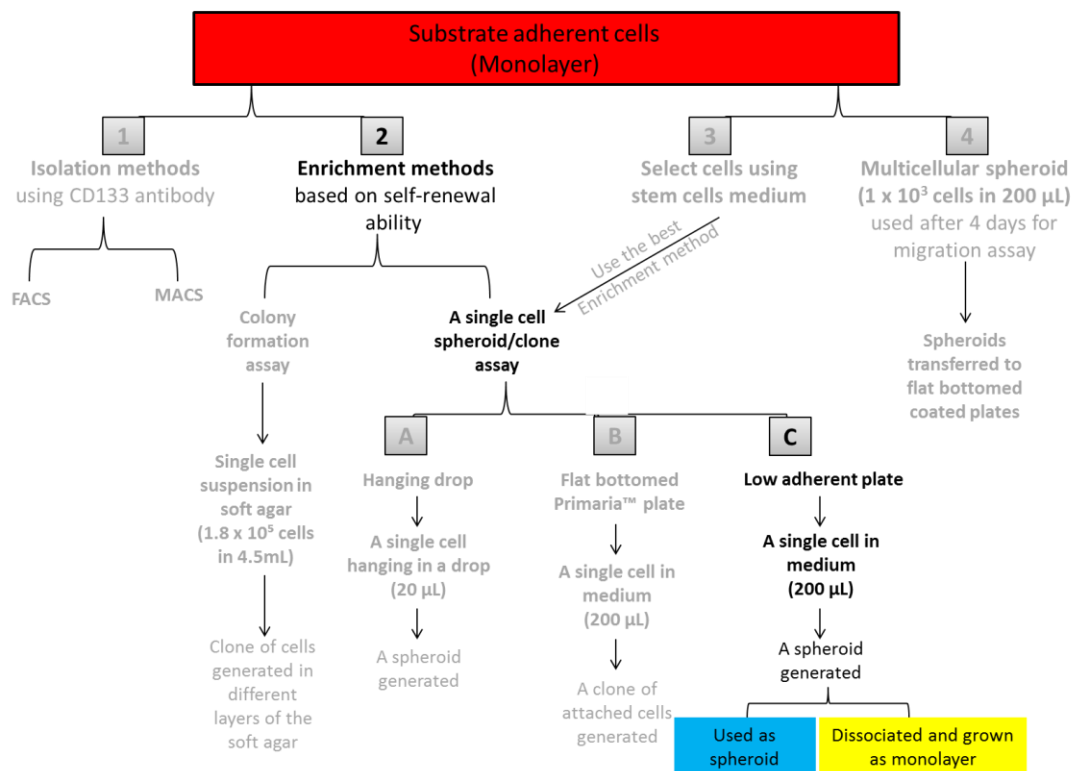 Substrate adherent cells
(Monolayer)
1
Isolation methods
using CD133 antibody
FACS
MACS
2
Enrichment methods
based on self-renewal
ability
Colony
formation
assay
Single cell
suspension in
soft agar
(1.8 x 10⁵ cells
in 4.5mL)
Clone of cells
generated in
different
layers of the
soft agar
A single cell
spheroid/clone
assay
A
Hanging drop
A single cell
hanging in a drop
(20 µL)
A spheroid
generated
B
Flat bottomed
Primaria™ plate
A single cell in
medium
(200 µL)
A clone of
attached cells
generated
C
Low adherent plate
A single cell in
medium
(200 µL)
A spheroid
generated
Used as
spheroid
Dissociated and grown
as monolayer
3
Select cells using
stem cells medium
Use the best
Enrichment method
4
Multicellular spheroid
(1 x 10³ cells in 200 µL)
used after 4 days for
migration assay
Spheroids
transferred to
flat bottomed
coated plates